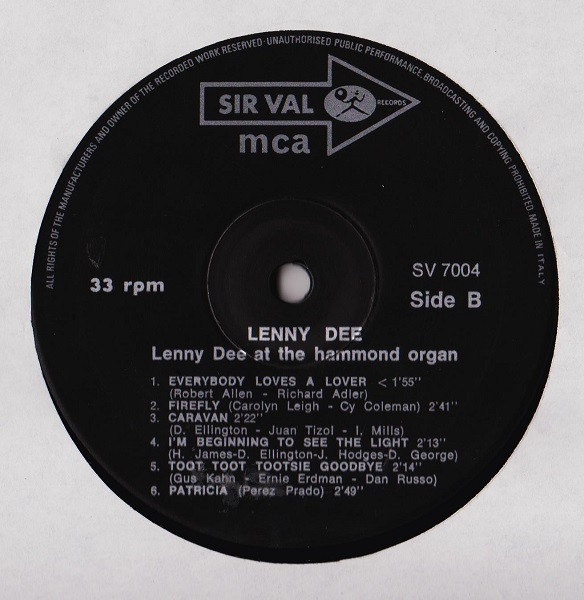 ALL RIGHTS OF THE MANUFACTURERS AND OWNER OF THE RECORDED WORK RESERVED·UNAUTHORISED PUBLIC PERFORMANCE, BROADCASTING AND COPYING PROHIBITED. MADE IN ITALY
SIR VAL RECORDS
mca
33 rpm
SV 7004
Side B
LENNY DEE
Lenny Dee at the hammond organ
1. EVERYBODY LOVES A LOVER < 1'55''
(Robert Allen - Richard Adler)
2. FIREFLY (Carolyn Leigh - Cy Coleman) 2'41''
3. CARAVAN 2'22''
(D. Ellington - Juan Tizol - I. Mills)
4. I'M BEGINNING TO SEE THE LIGHT 2'13''
(H. James-D. Ellington-J. Hodges-D. George)
5. TOOT TOOT TOOTSIE GOODBYE 2'14''
(Gus Kahn - Ernie Erdman - Dan Russo)
6. PATRICIA (Perez Prado) 2'49''